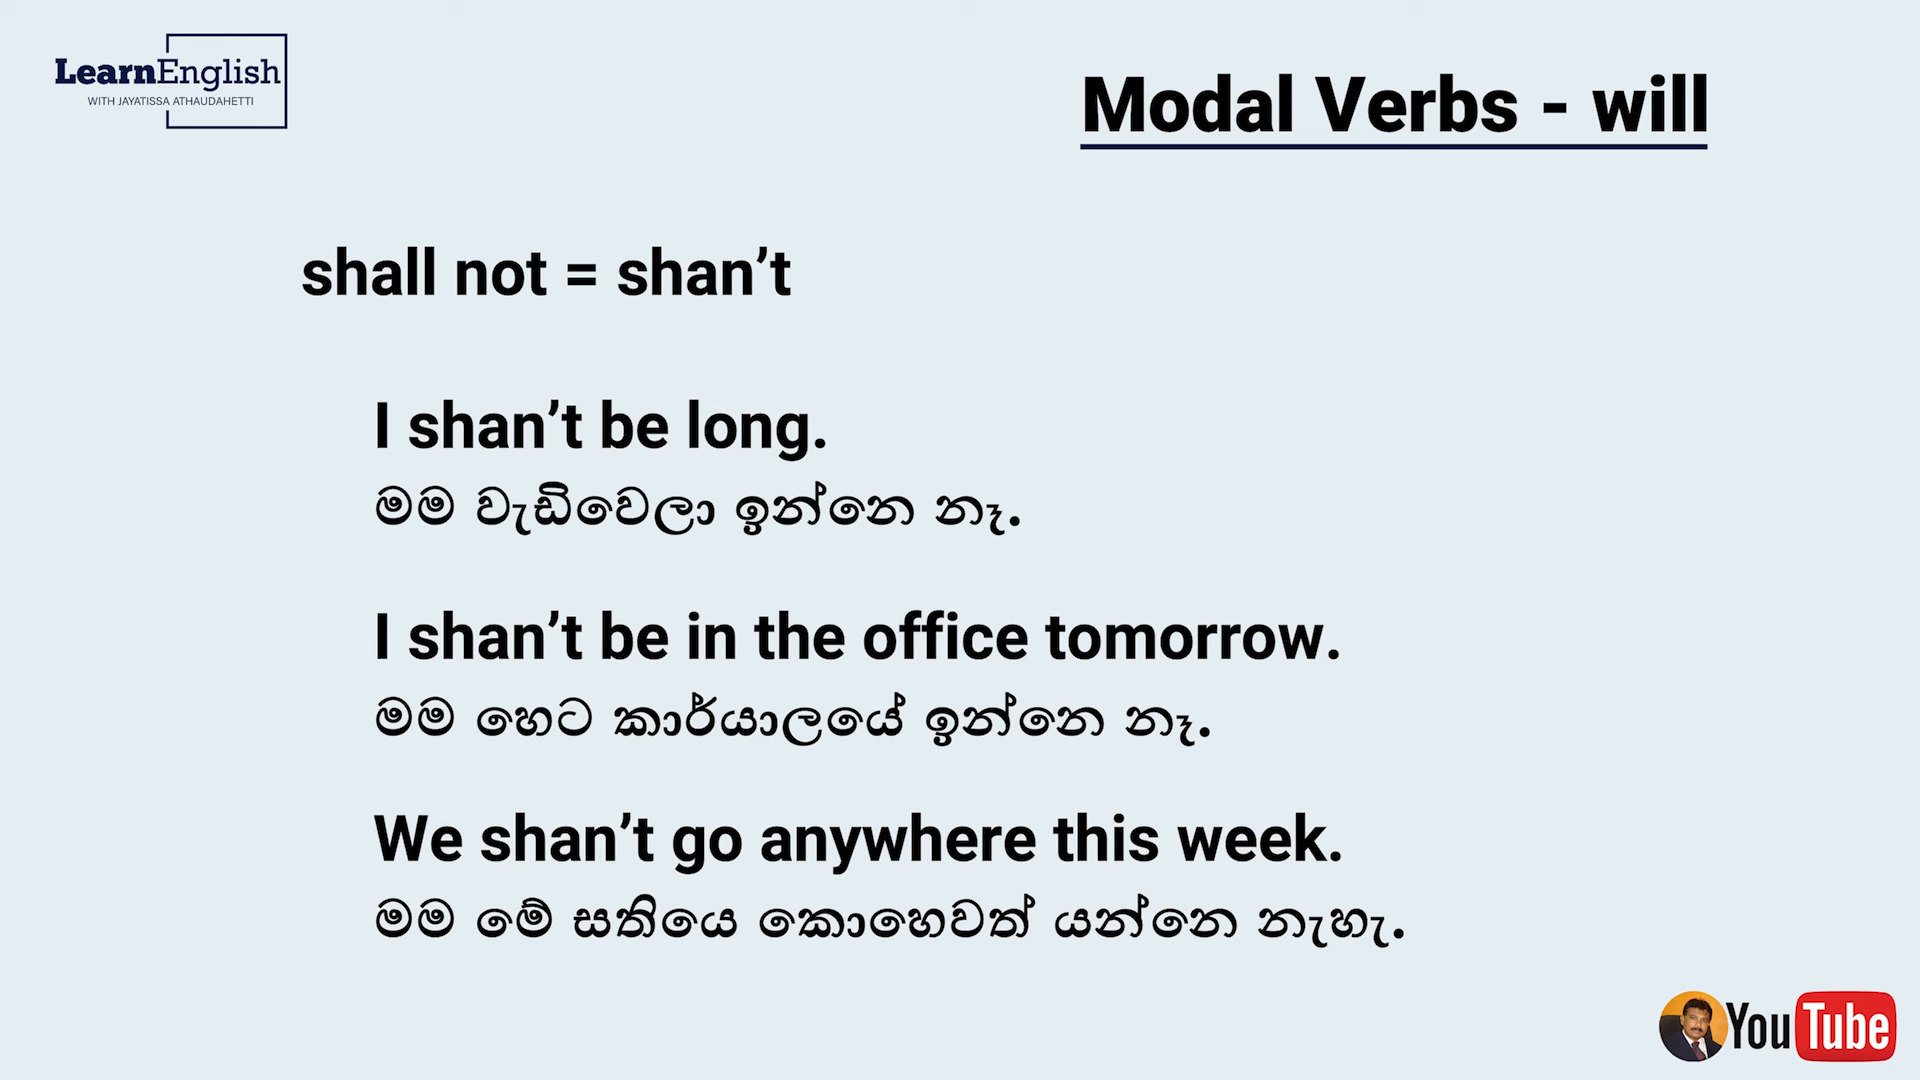 LearnEnglish
WITH JAYATISSA ATHAUDAHETTI
Modal Verbs - will
shall not = shan’t
I shan’t be long.
මම වැඩිවෙලා ඉන්නෙ නෑ.
I shan’t be in the office tomorrow.
මම හෙට කාර්යාලයේ ඉන්නෙ නෑ.
We shan’t go anywhere this week.
මම මේ සතියෙ කොහෙවත් යන්නෙ නැහැ.
YouTube